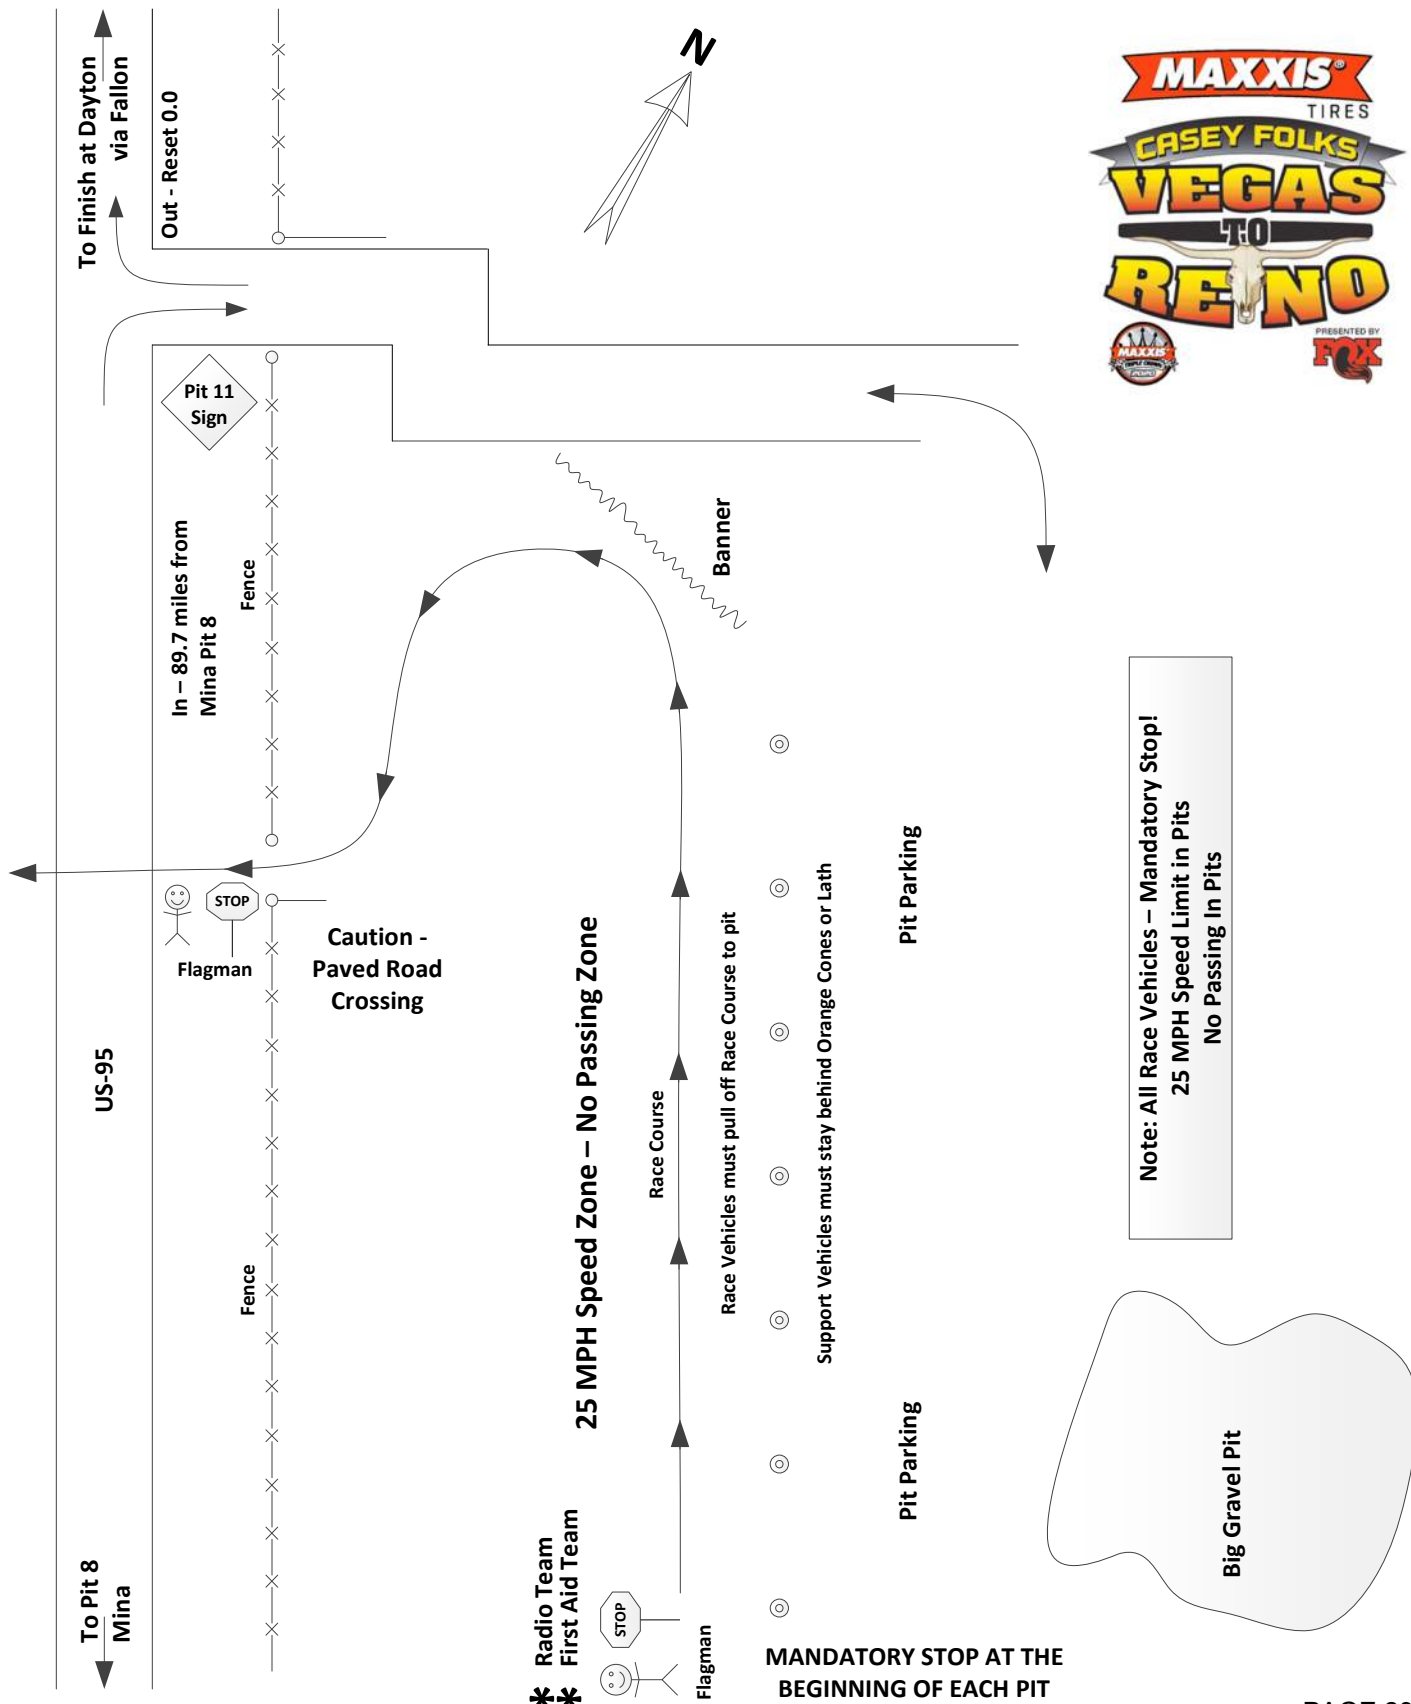 To Finish at Dayton
via Fallon
Out - Reset 0.0
N
MAXXIS®
TIRES
CASEY FOLKS
VEGAS
TO
RENO
MAXXIS
TRIPLE CROWN
2020
PRESENTED BY
FOX
Pit 11
Sign
In – 89.7 miles from
Mina Pit 8
Fence
Banner
STOP
Flagman
Caution -
Paved Road
Crossing
US-95
25 MPH Speed Zone – No Passing Zone
Race Course
Race Vehicles must pull off Race Course to pit
Support Vehicles must stay behind Orange Cones or Lath
Pit Parking
Note: All Race Vehicles – Mandatory Stop!
25 MPH Speed Limit in Pits
No Passing In Pits
Fence
Pit Parking
Big Gravel Pit
To Pit 8
Mina
* Radio Team
* First Aid Team
STOP
Flagman
MANDATORY STOP AT THE
BEGINNING OF EACH PIT